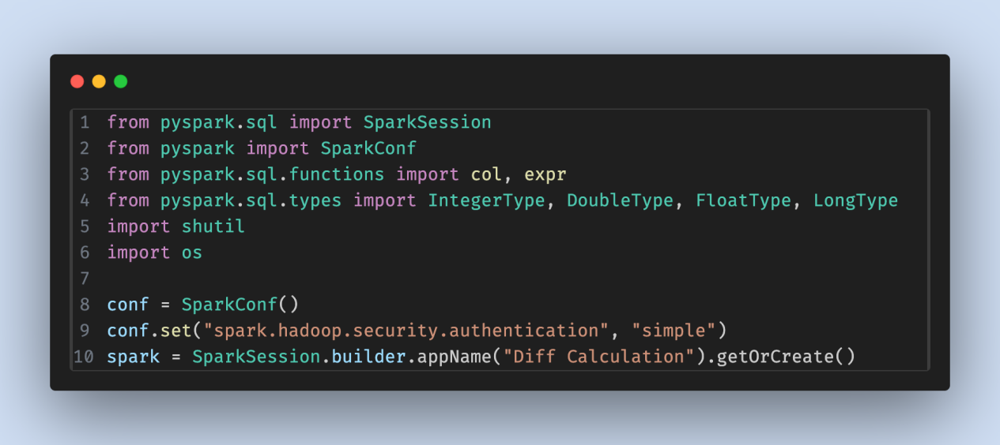 1 from pyspark.sql import SparkSession
2 from pyspark import SparkConf
3 from pyspark.sql.functions import col, expr
4 from pyspark.sql.types import IntegerType, DoubleType, FloatType, LongType
5 import shutil
6 import os
7
8 conf = SparkConf()
9 conf.set("spark.hadoop.security.authentication", "simple")
10 spark = SparkSession.builder.appName("Diff Calculation").getOrCreate()